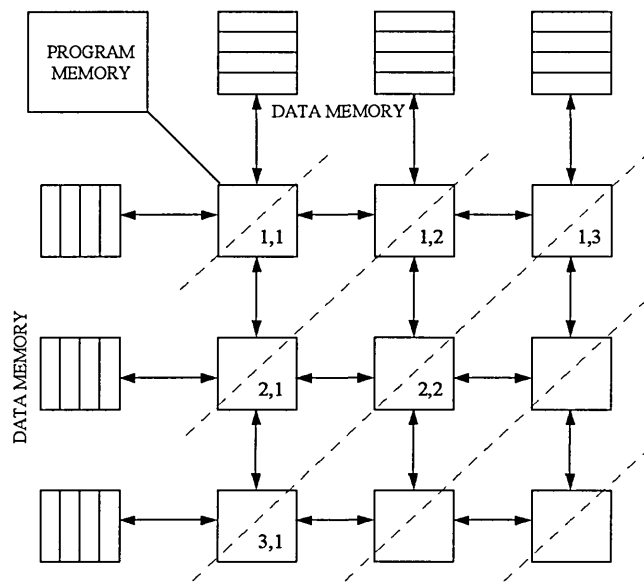 PROGRAM
MEMORY
DATA MEMORY
1,1
1,2
1,3
DATA MEMORY
2,1
2,2
3,1